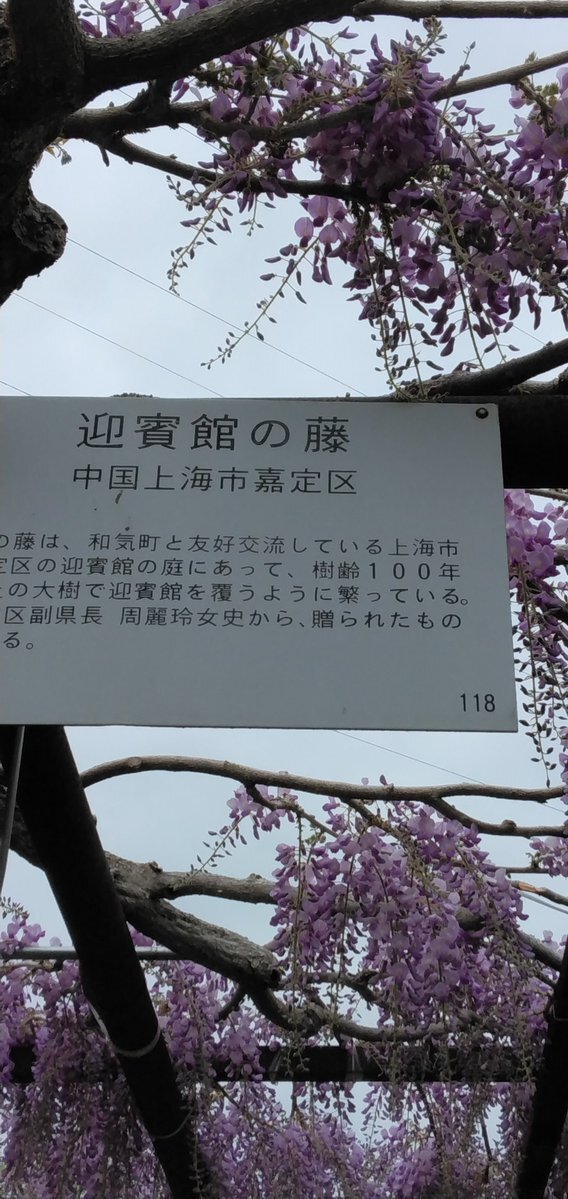 迎賓館の藤
中国上海市嘉定区
の藤は、和気町と友好交流している上海市
定区の迎賓館の庭にあって、樹齢１００年
上の大樹で迎賓館を覆うように繁っている。
区副県長 周麗玲女史から、贈られたもの
る。
118